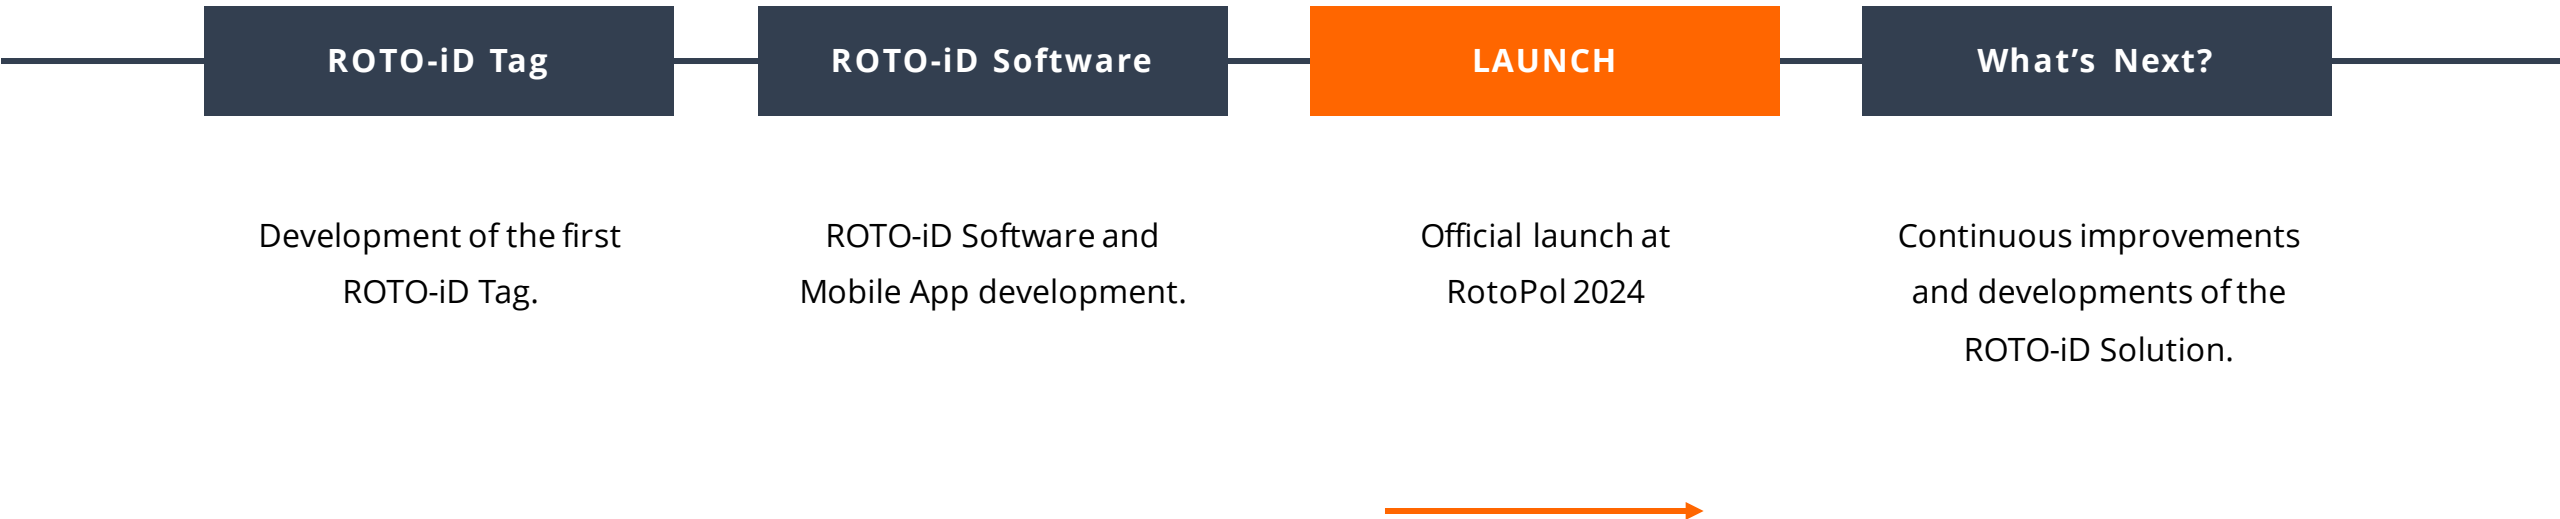 ROTO-iD Tag
ROTO-iD Software
LAUNCH
What’s Next?
Development of the first
ROTO-iD Tag.
ROTO-iD Software and
Mobile App development.
Official launch at
RotoPol 2024
Continuous improvements
and developments of the
ROTO-iD Solution.